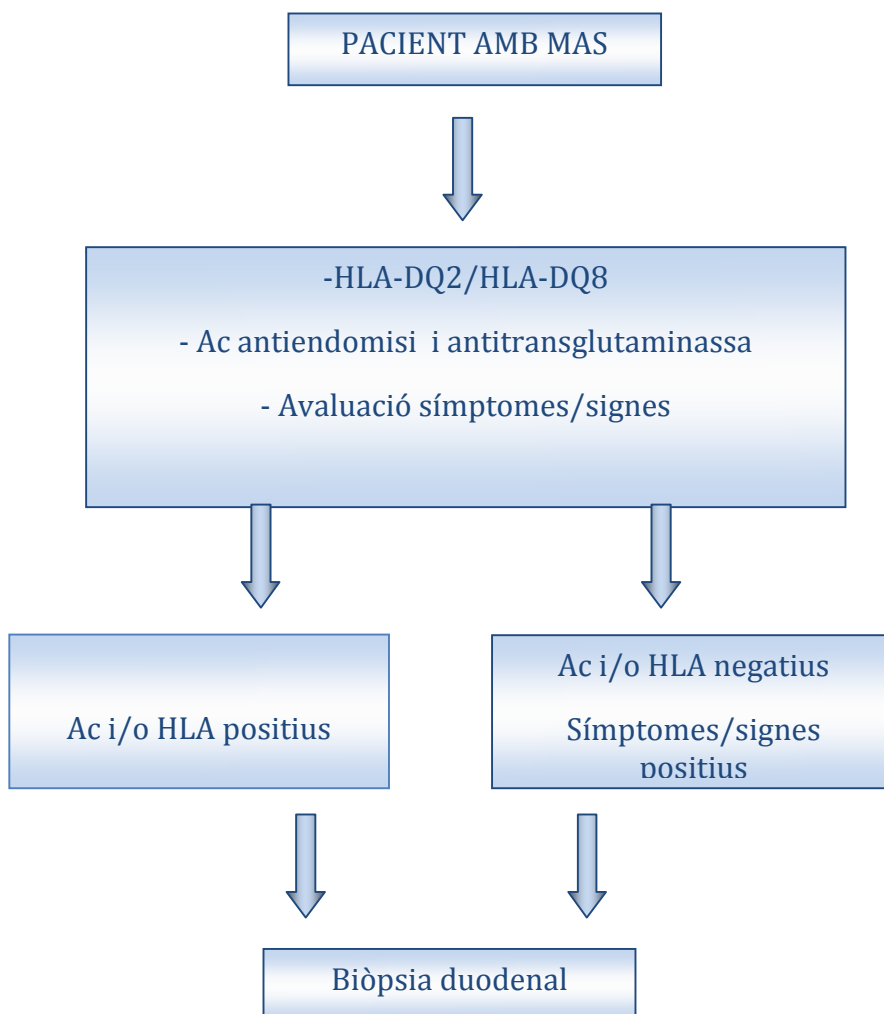 PACIENT AMB MAS
-HLA-DQ2/HLA-DQ8
- Ac antiendomisi i antitransglutaminassa
- Avaluació símptomes/signes
Ac i/o HLA positius
Ac i/o HLA negatius
Símptomes/signes
positius
Biòpsia duodenal